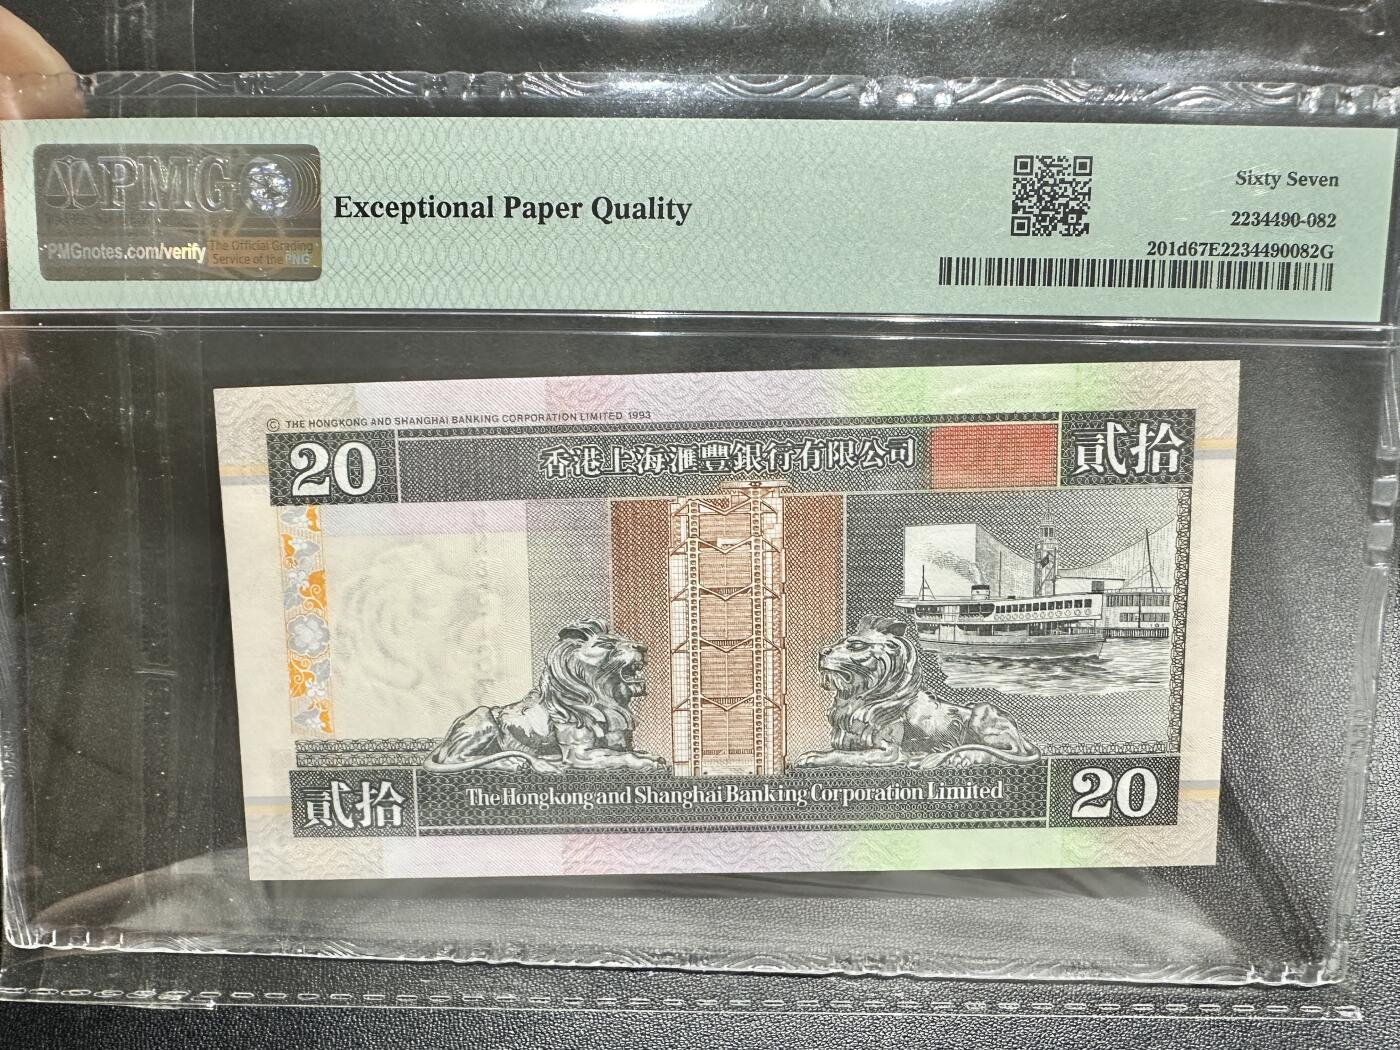 PMG
PMGnotes.com/verify
The Official Grading
Service of the PNG
Exceptional Paper Quality
Sixty Seven
2234490-082
201d67E2234490082G
© THE HONGKONG AND SHANGHAI BANKING CORPORATION LIMITED 1993
20
香港上海滙豐銀行有限公司
貳拾
貳拾
The Hongkong and Shanghai Banking Corporation Limited
20